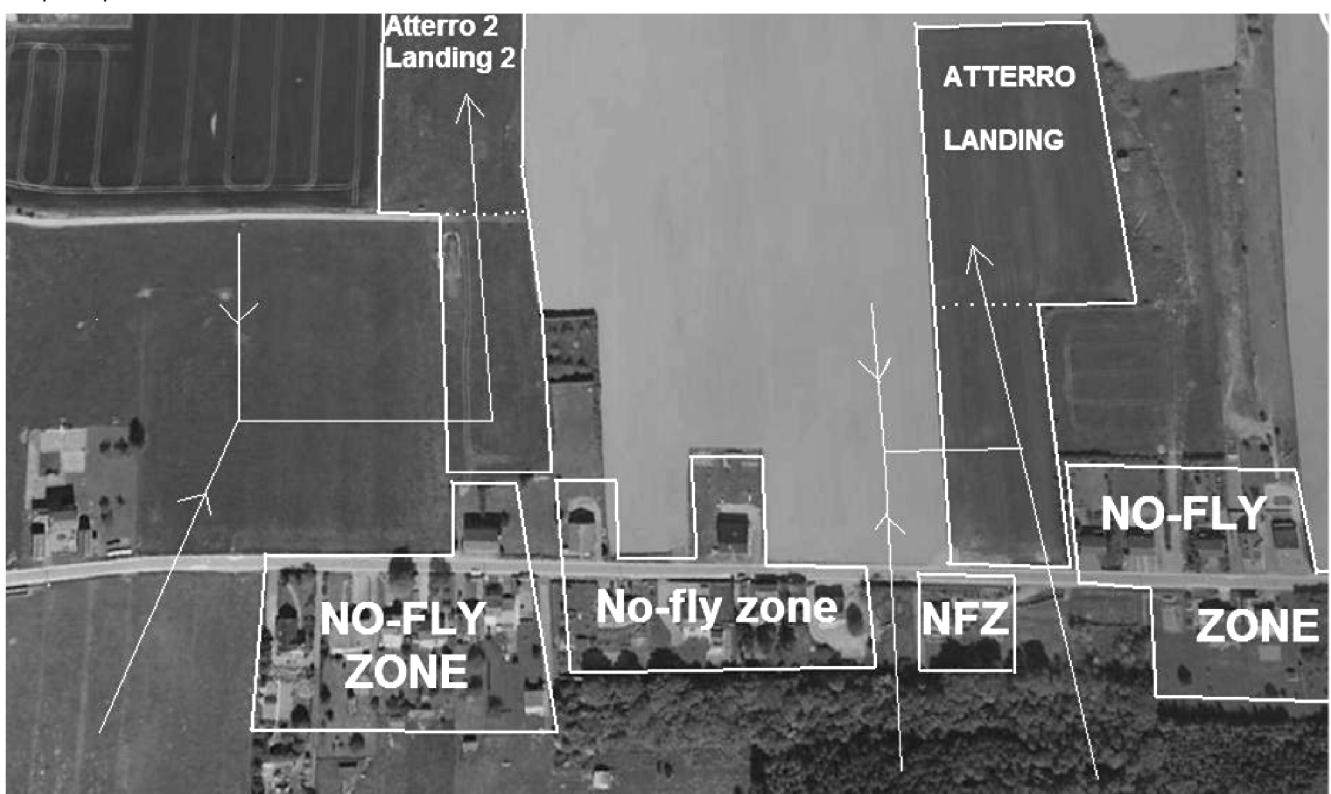 Atterro 2
Landing 2
ATTERRO
LANDING
NO-FLY
ZONE
No-fly zone
NFZ
NO-FLY
ZONE